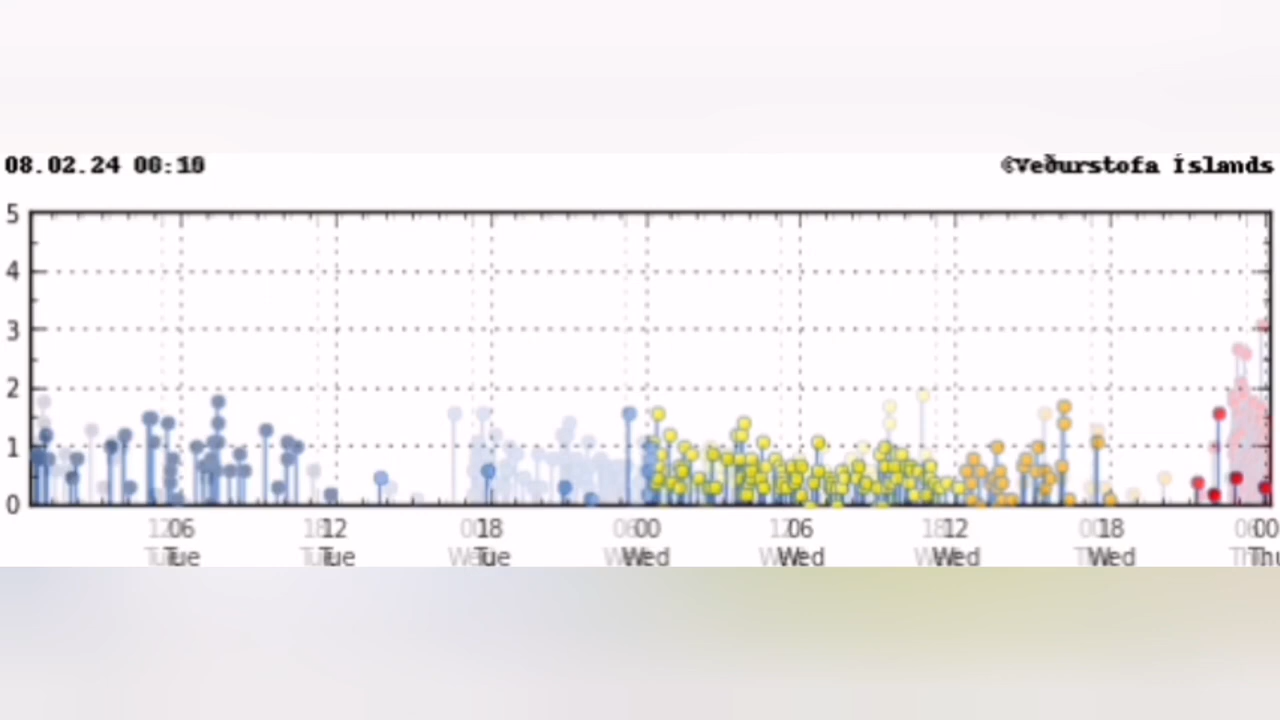 08.02.24 00:10
©Veðurstofa Íslands
5
4
3
2
1
0
06 12 18 00 06 12 18 00
Tue Tue Tue Wed Wed Wed Wed Thu